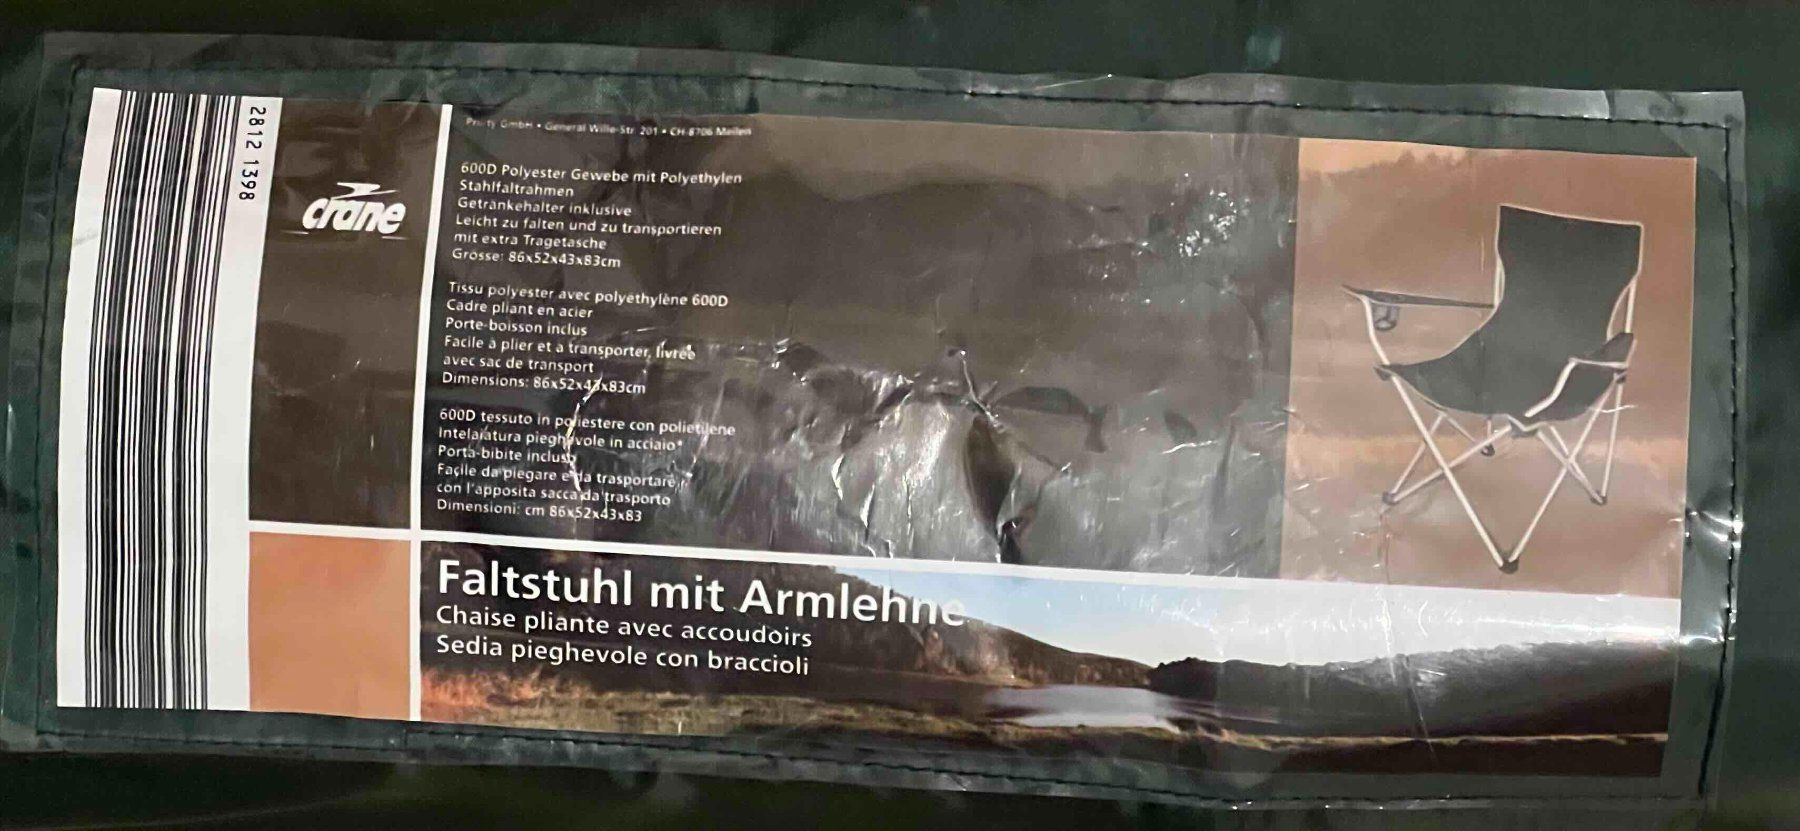 2812 1398
crane
GmbH • General Wille-Str. 201 • CH-8706 Meilen
600D Polyester Gewebe mit Polyethylen
Stahlfaltrahmen
Getränkehalter inklusive
Leicht zu falten und zu transportieren
mit extra Tragetasche
Grösse: 86x52x43x83cm
Tissu polyester avec polyéthylène 600D
Cadre pliant en acier
Porte-boisson inclus
Facile à plier et à transporter, livrée
avec sac de transport
Dimensions: 86x52x43x83cm
600D tessuto in poliestere con polietilene
Intelaiatura pieghevole in acciaio
Porta-bibite incluso
Facile da piegare e da trasportare
con l'apposita sacca da trasporto
Dimensioni: cm 86x52x43x83
Faltstuhl mit Armlehne
Chaise pliante avec accoudoirs
Sedia pieghevole con braccioli